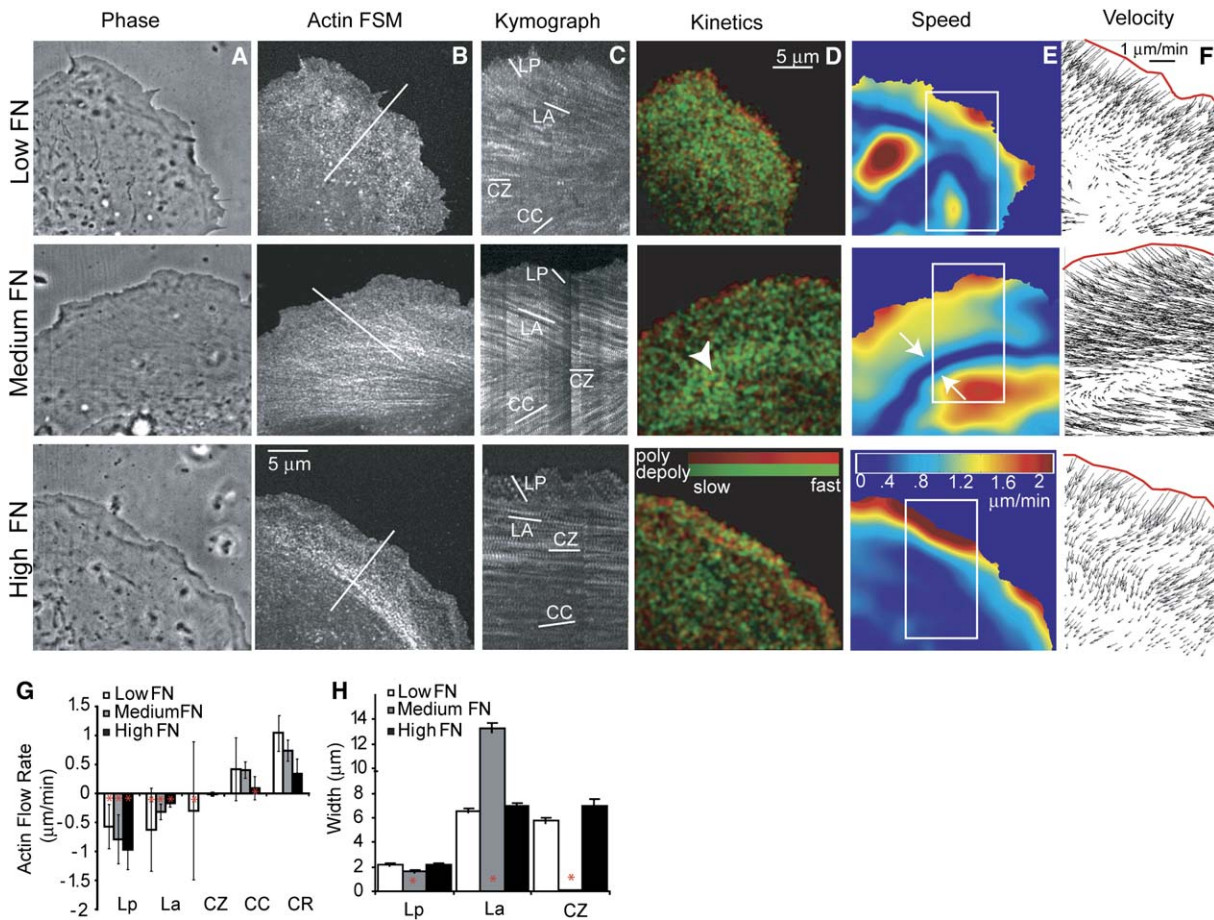 Phase Actin FSM Kymograph Kinetics Speed Velocity
Low FN
A
B
LP
LA
CZ
CC
C
5 μm
D
E
1 μm/min
F
Medium FN
LP
LA
CZ
CC
High FN
5 μm
LP
LA
CZ
CC
poly
depoly
slow fast
0 .4 .8 1.2 1.6 2
μm/min
G
Low FN
MediumFN
High FN
Actin Flow Rate
(μm/min)
1.5
1
0.5
0
-0.5
-1
-1.5
-2
* * * * * * * *
Lp La CZ CC CR
H
Low FN
Medium FN
High FN
Width (μm)
14
12
10
8
6
4
2
0
* * *
Lp La CZ